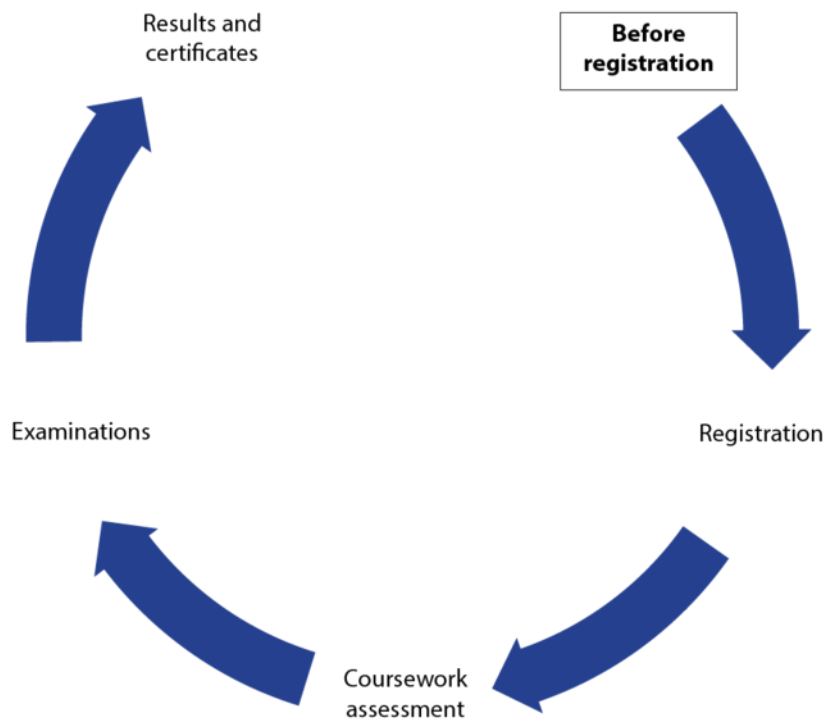 Results and
certificates
Before
registration
Examinations
Registration
Coursework
assessment